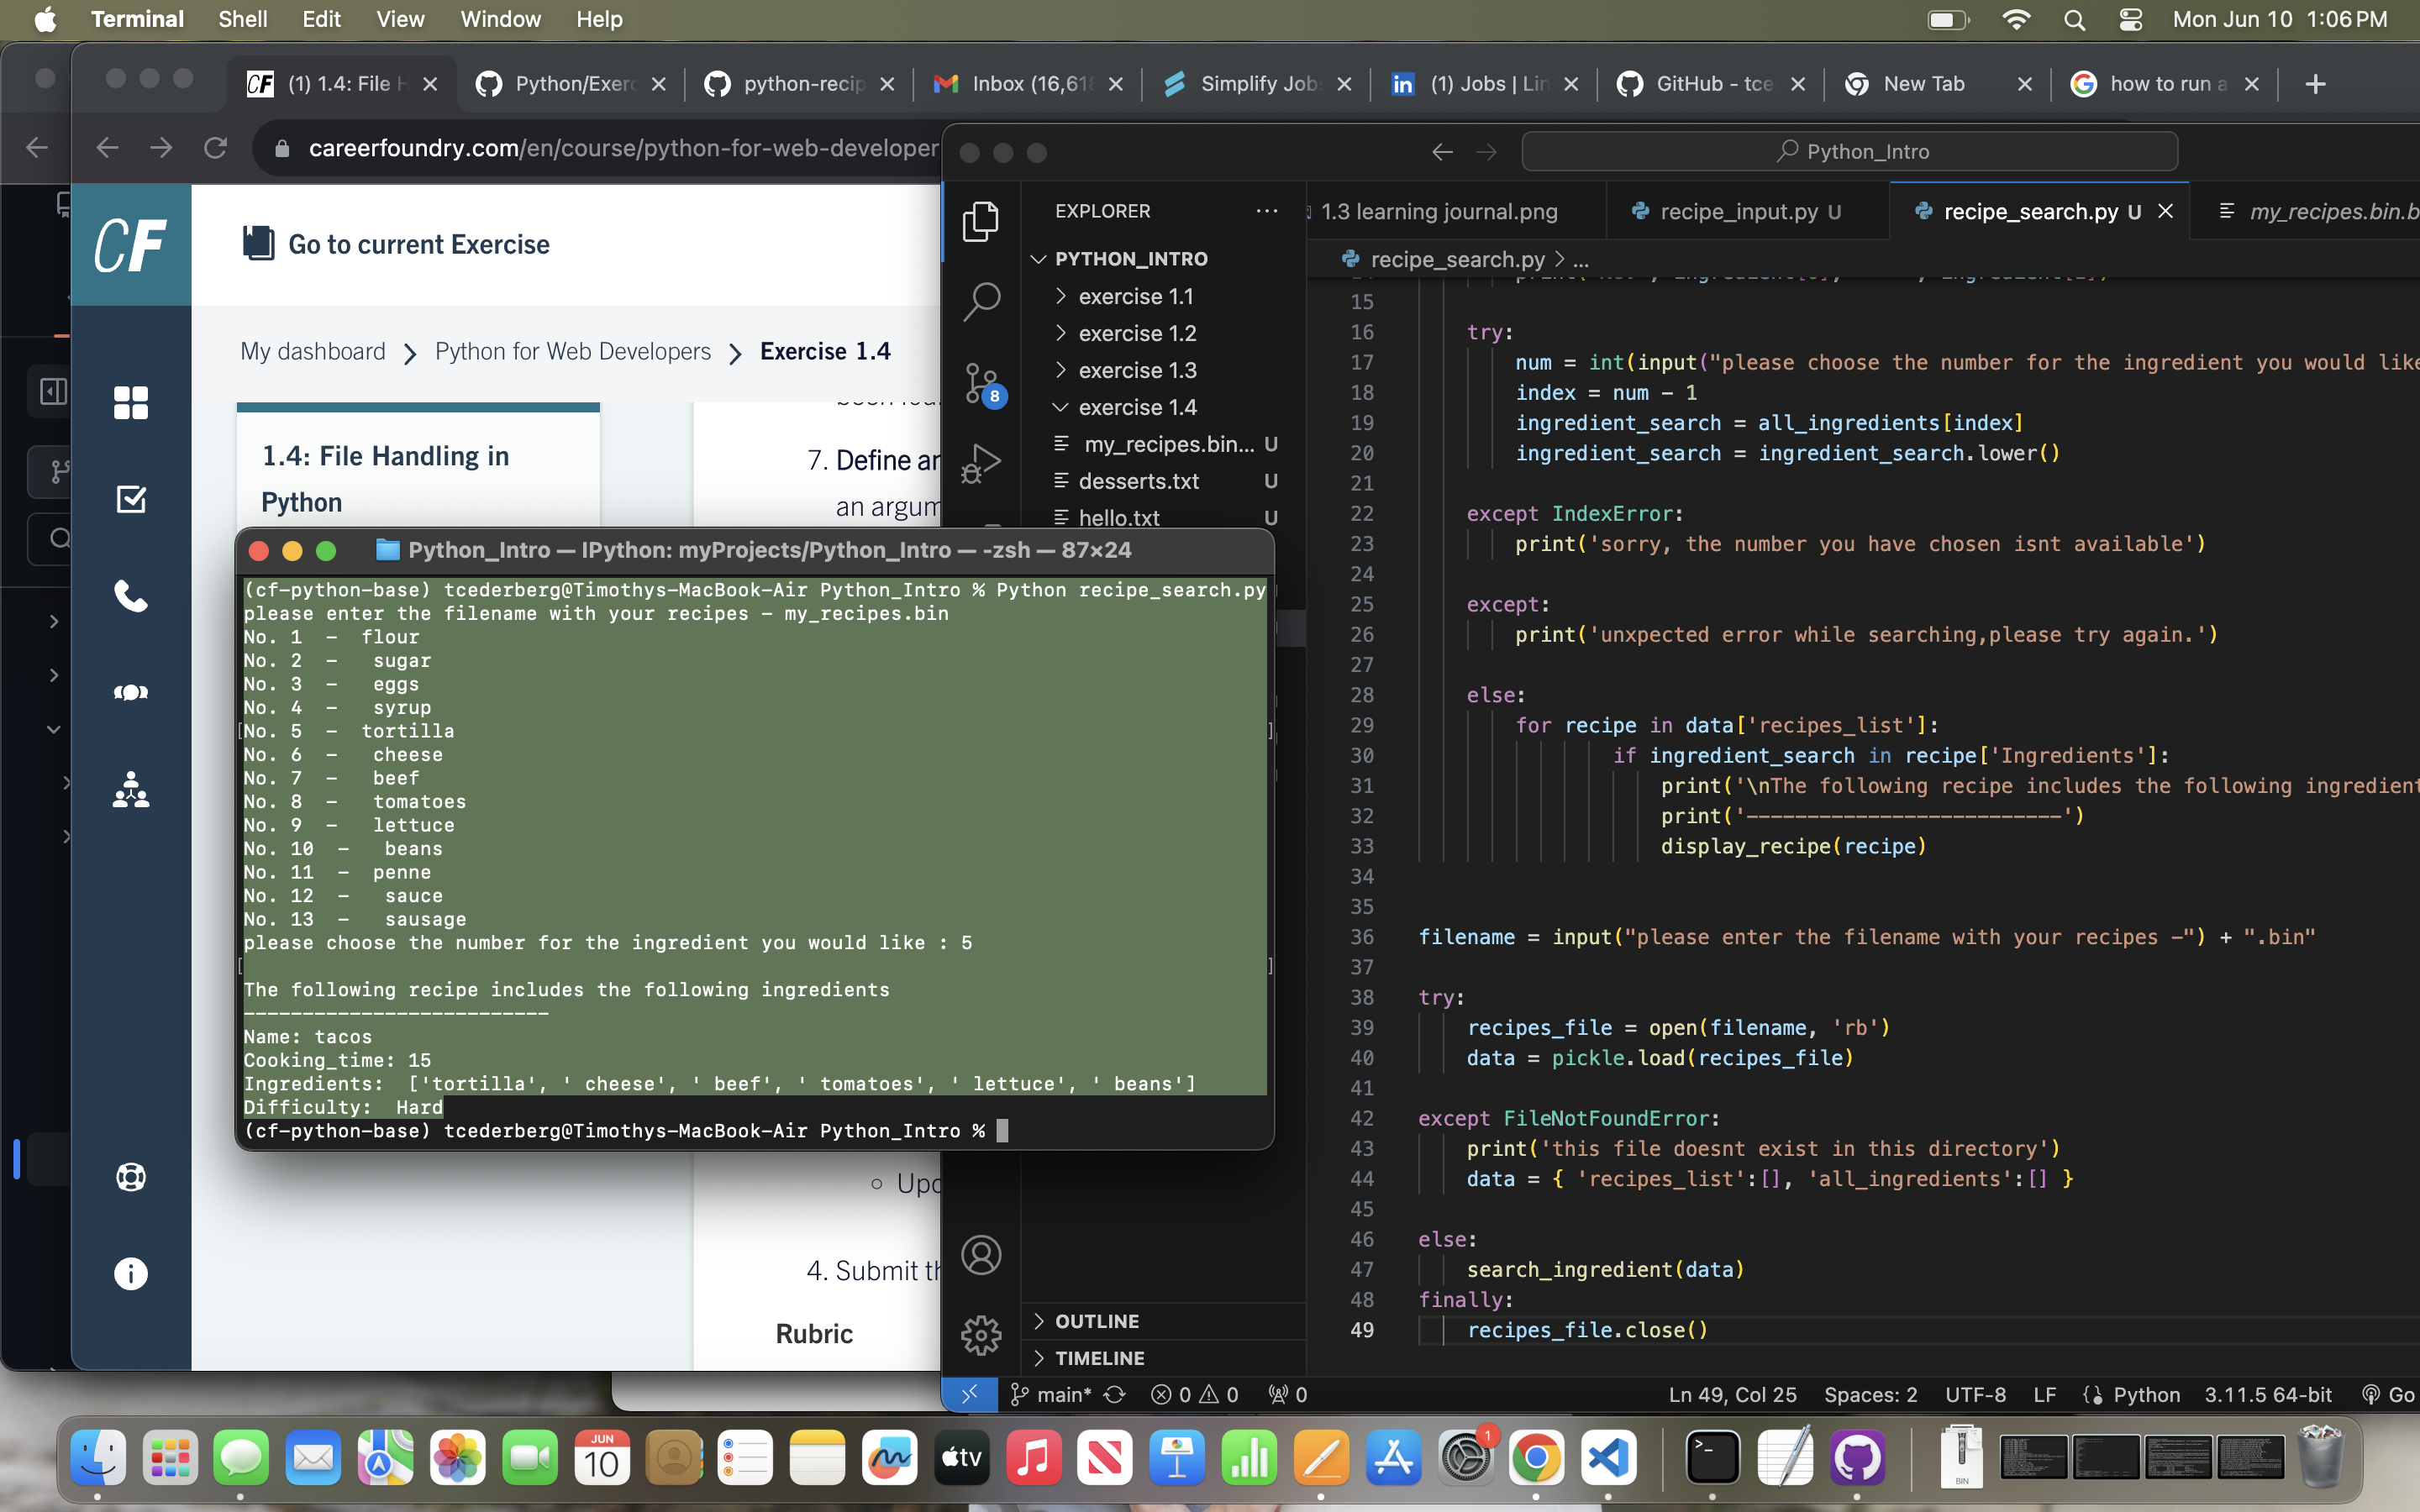 Terminal Shell Edit View Window Help Mon Jun 10 1:06 PM
(1) 1.4: File H Python/Exerc python-recip Inbox (16,618 Simplify Job (1) Jobs | Lin GitHub - tce New Tab how to run a
careerfoundry.com/en/course/python-for-web-developer
CF
Go to current Exercise
My dashboard > Python for Web Developers > Exercise 1.4
1.4: File Handling in
Python
7. Define an
an argum
Upd
4. Submit th
Rubric
Python_Intro
EXPLORER ...
1.3 learning journal.png recipe_input.py U recipe_search.py U my_recipes.bin.b
PYTHON_INTRO
recipe_search.py > ...
exercise 1.1
exercise 1.2
exercise 1.3
exercise 1.4
8
my_recipes.bin... U
desserts.txt U
hello.txt U
OUTLINE
TIMELINE
15
16 try:
17 num = int(input("please choose the number for the ingredient you would like
18 index = num - 1
19 ingredient_search = all_ingredients[index]
20 ingredient_search = ingredient_search.lower()
21
22 except IndexError:
23 print('sorry, the number you have chosen isnt available')
24
25 except:
26 print('unxpected error while searching,please try again.')
27
28 else:
29 for recipe in data['recipes_list']:
30 if ingredient_search in recipe['Ingredients']:
31 print('\nThe following recipe includes the following ingredient
32 print('--------------------------')
33 display_recipe(recipe)
34
35
36 filename = input("please enter the filename with your recipes -") + ".bin"
37
38 try:
39 recipes_file = open(filename, 'rb')
40 data = pickle.load(recipes_file)
41
42 except FileNotFoundError:
43 print('this file doesnt exist in this directory')
44 data = { 'recipes_list':[], 'all_ingredients':[] }
45
46 else:
47 search_ingredient(data)
48 finally:
49 recipes_file.close()
main* 0 0 0 Ln 49, Col 25 Spaces: 2 UTF-8 LF Python 3.11.5 64-bit Go
Python_Intro — IPython: myProjects/Python_Intro — -zsh — 87×24
(cf-python-base) tcederberg@Timothys-MacBook-Air Python_Intro % Python recipe_search.py
please enter the filename with your recipes - my_recipes.bin
No. 1 - flour
No. 2 - sugar
No. 3 - eggs
No. 4 - syrup
No. 5 - tortilla
No. 6 - cheese
No. 7 - beef
No. 8 - tomatoes
No. 9 - lettuce
No. 10 - beans
No. 11 - penne
No. 12 - sauce
No. 13 - sausage
please choose the number for the ingredient you would like : 5
The following recipe includes the following ingredients
--------------------------
Name: tacos
Cooking_time: 15
Ingredients: ['tortilla', ' cheese', ' beef', ' tomatoes', ' lettuce', ' beans']
Difficulty: Hard
(cf-python-base) tcederberg@Timothys-MacBook-Air Python_Intro %
JUN
10
tv
1
BIN